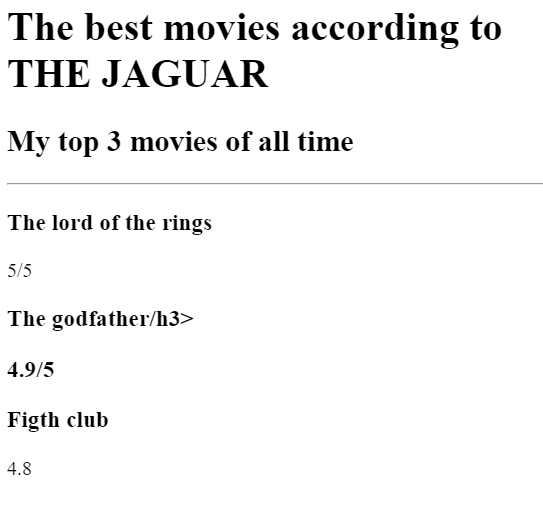 The best movies according to
THE JAGUAR
My top 3 movies of all time
The lord of the rings
5/5
The godfather/h3>
4.9/5
Figth club
4.8